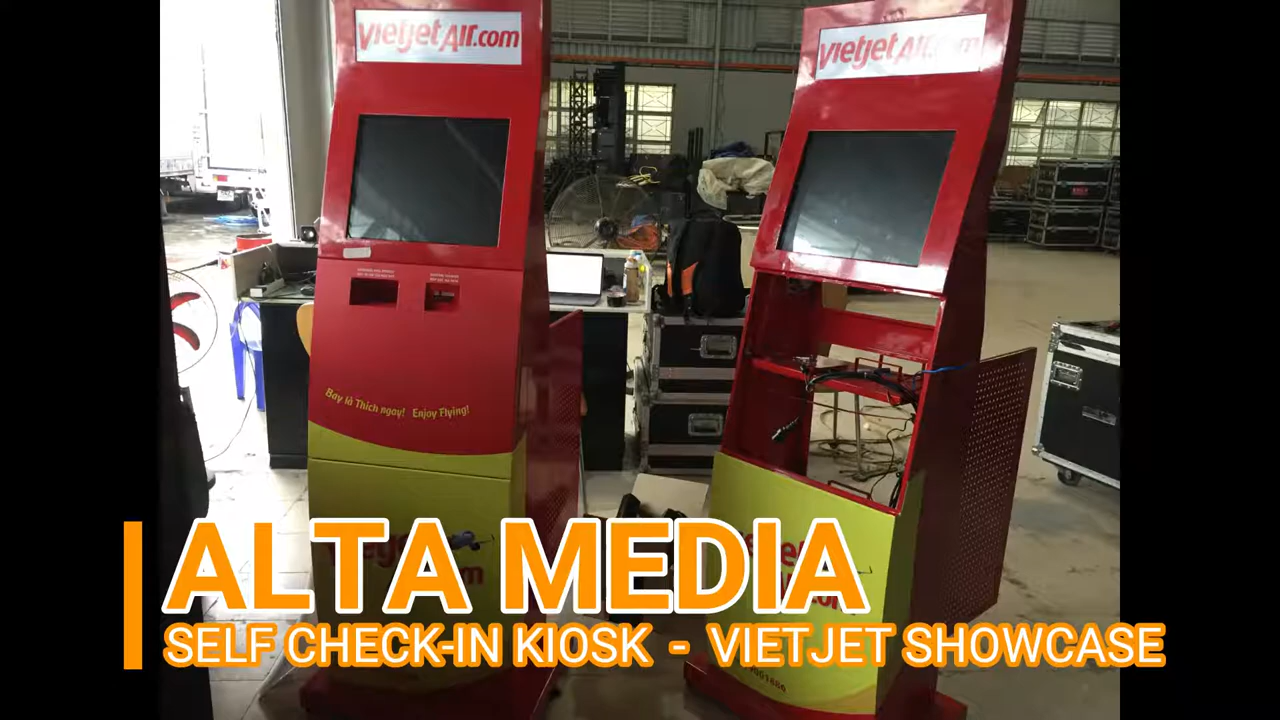 vietjetAir.com
vietjetAir.com
Bay là Thích ngay! Enjoy Flying!
ALTA MEDIA
SELF CHECK-IN KIOSK - VIETJET SHOWCASE